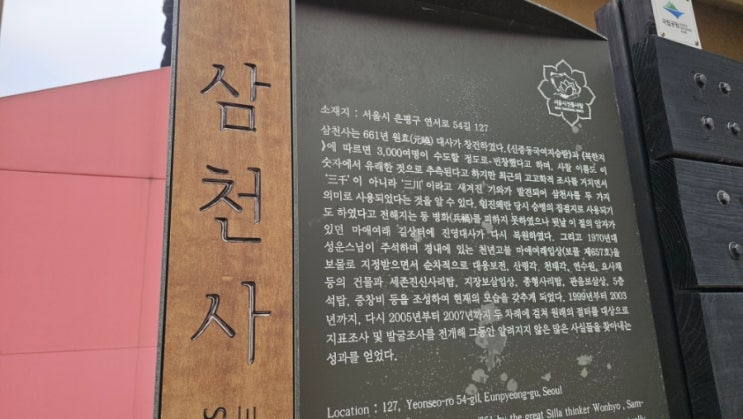 삼천사
서울시전통사찰
국립공원
소재지 : 서울시 은평구 연서로 54길 127
삼천사는 661년 원효(元曉) 대사가 창건하였다. 《신증동국여지승람》과 《북한지
》에 따르면 3,000여명이 수도할 정도로 번창했다고 하며, 사찰 이름도 이
숫자에서 유래한 것으로 추측된다고 하지만 최근의 고고학적 조사를 거치면서
'三千'이 아니라 '三川'이라고 새겨진 기와가 발견되어 삼천사를 두 가지
의미로 사용되었다는 것을 알 수 있다. 임진왜란 당시 승병의 집결지로 사용되기
도 하였다고 전해지는 등 병화(兵禍)를 피하지 못하였으나 뒷날 이 절의 암자가
있던 마애여래 길상터에 진영대사가 다시 복원하였다. 그리고 1970년대
성운스님이 주석하며 경내에 있는 천년고불 마애여래입상(보물 제657호)을
보물로 지정받으면서 순차적으로 대웅보전, 산령각, 천태각, 연수원, 요사채
등의 건물과 세존진신사리탑, 지장보살입상, 종형사리탑, 관음보살상, 5층
석탑, 중창비 등을 조성하여 현재의 모습을 갖추게 되었다. 1999년부터 2003
년까지, 다시 2005년부터 2007년까지 두 차례에 걸쳐 원래의 절터를 대상으로
지표조사 및 발굴조사를 전개해 그동안 알려지지 않은 많은 사실들을 찾아내는
성과를 얻었다.
Location : 127, Yeonseo-ro 54-gil, Eunpyeong-gu, Seoul
661 by the great Silla thinker Wonhyo, Sam-